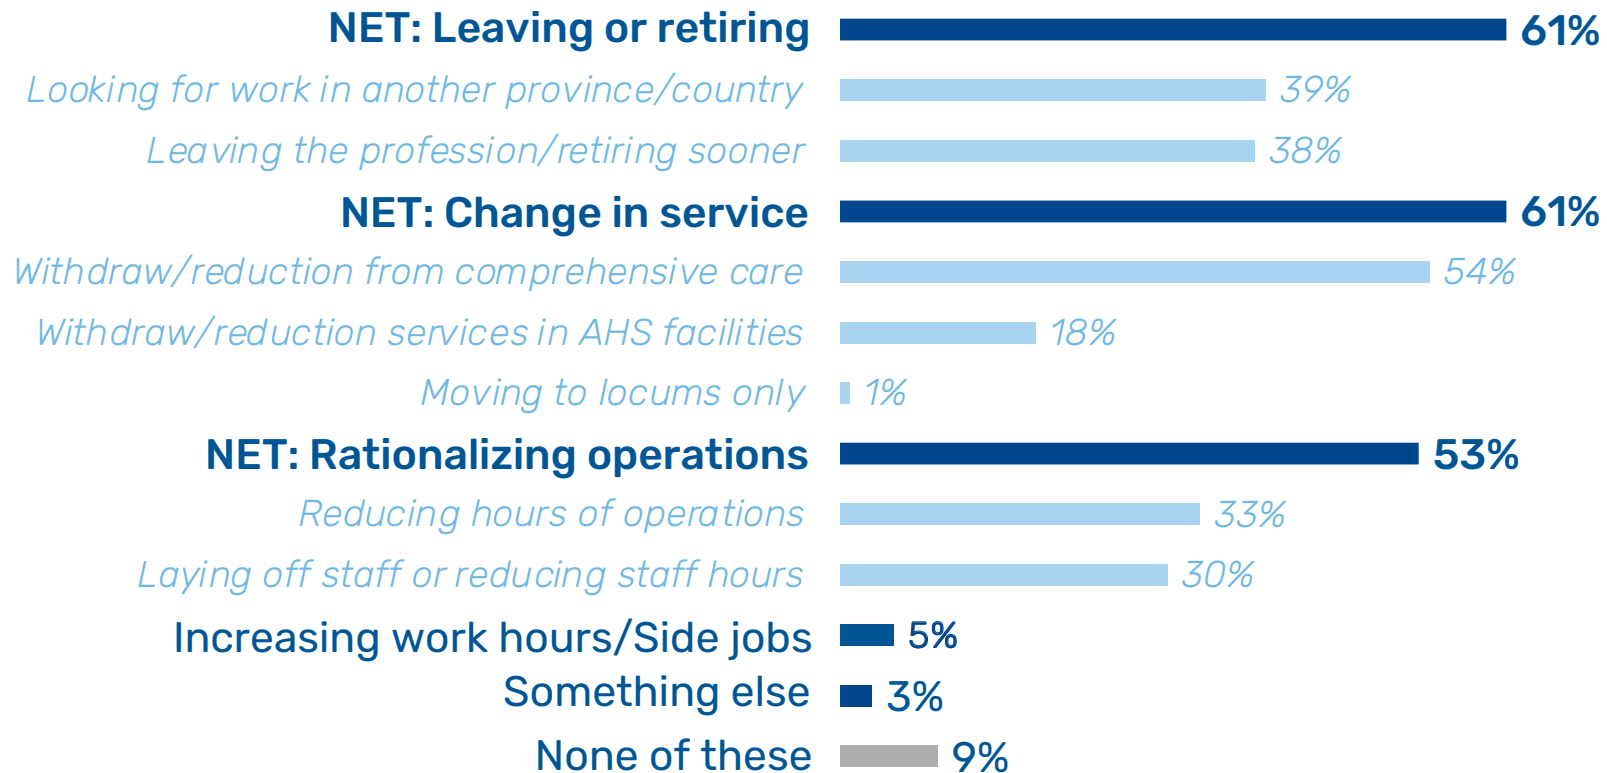 NET: Leaving or retiring 61%
Looking for work in another province/country 39%
Leaving the profession/retiring sooner 38%
NET: Change in service 61%
Withdraw/reduction from comprehensive care 54%
Withdraw/reduction services in AHS facilities 18%
Moving to locums only 1%
NET: Rationalizing operations 53%
Reducing hours of operations 33%
Laying off staff or reducing staff hours 30%
Increasing work hours/Side jobs 5%
Something else 3%
None of these 9%